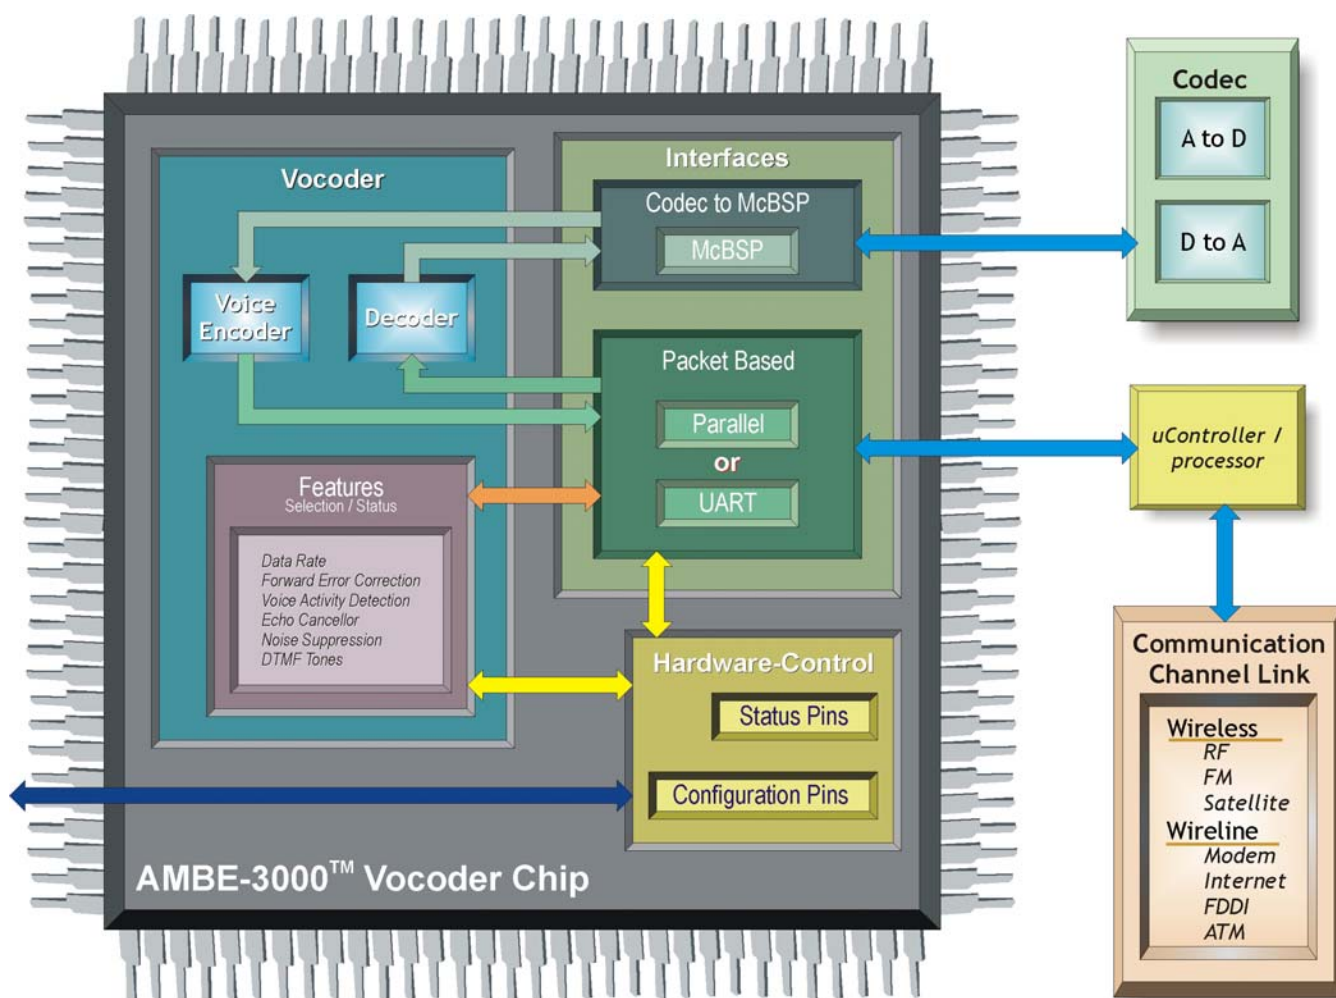 Vocoder
Voice
Encoder
Decoder
Features
Selection / Status
Data Rate
Forward Error Correction
Voice Activity Detection
Echo Cancellor
Noise Suppression
DTMF Tones
Interfaces
Codec to McBSP
McBSP
Packet Based
Parallel
or
UART
Hardware-Control
Status Pins
Configuration Pins
AMBE-3000™ Vocoder Chip
Codec
A to D
D to A
uController /
processor
Communication
Channel Link
Wireless
RF
FM
Satellite
Wireline
Modem
Internet
FDDI
ATM